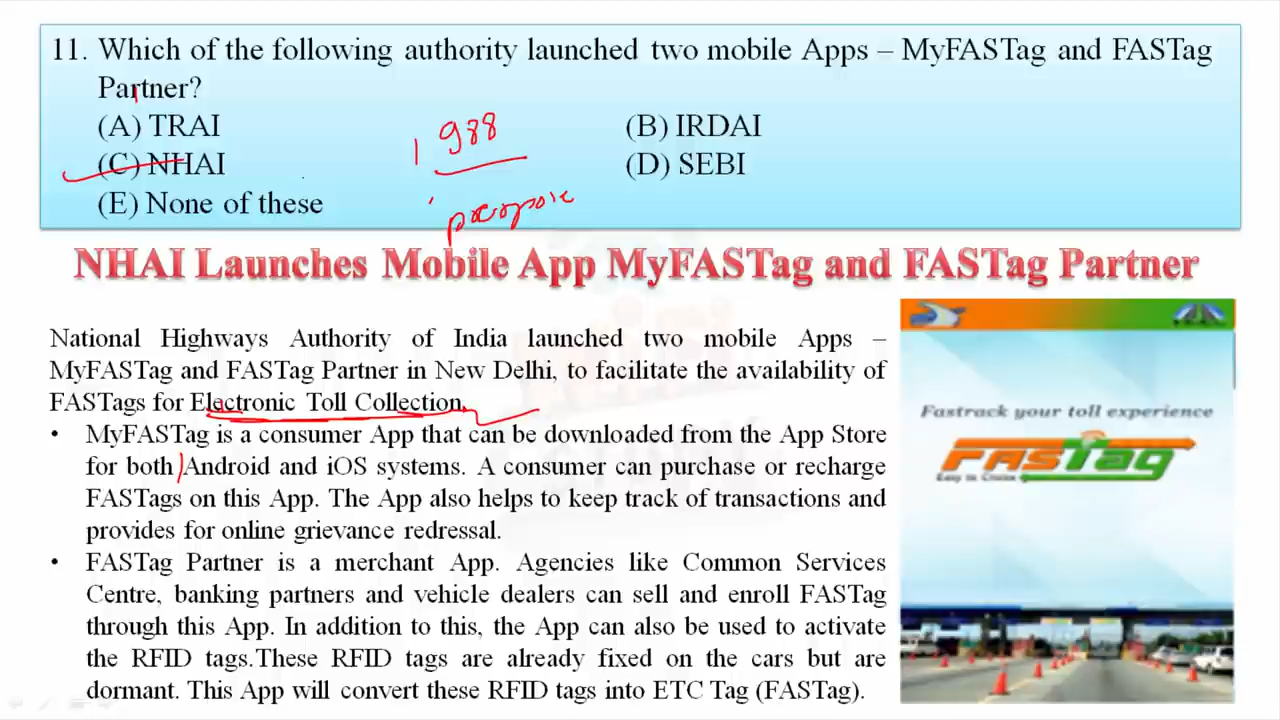 11. Which of the following authority launched two mobile Apps – MyFASTag and FASTag
Partner?
(A) TRAI
(B) IRDAI
1988
(C) NHAI
(D) SEBI
(E) None of these
NHAI Launches Mobile App MyFASTag and FASTag Partner
National Highways Authority of India launched two mobile Apps –
MyFASTag and FASTag Partner in New Delhi, to facilitate the availability of
FASTags for Electronic Toll Collection.
• MyFASTag is a consumer App that can be downloaded from the App Store
for both Android and iOS systems. A consumer can purchase or recharge
FASTags on this App. The App also helps to keep track of transactions and
provides for online grievance redressal.
• FASTag Partner is a merchant App. Agencies like Common Services
Centre, banking partners and vehicle dealers can sell and enroll FASTag
through this App. In addition to this, the App can also be used to activate
the RFID tags.These RFID tags are already fixed on the cars but are
dormant. This App will convert these RFID tags into ETC Tag (FASTag).
Fastrack your toll experience
FASTag